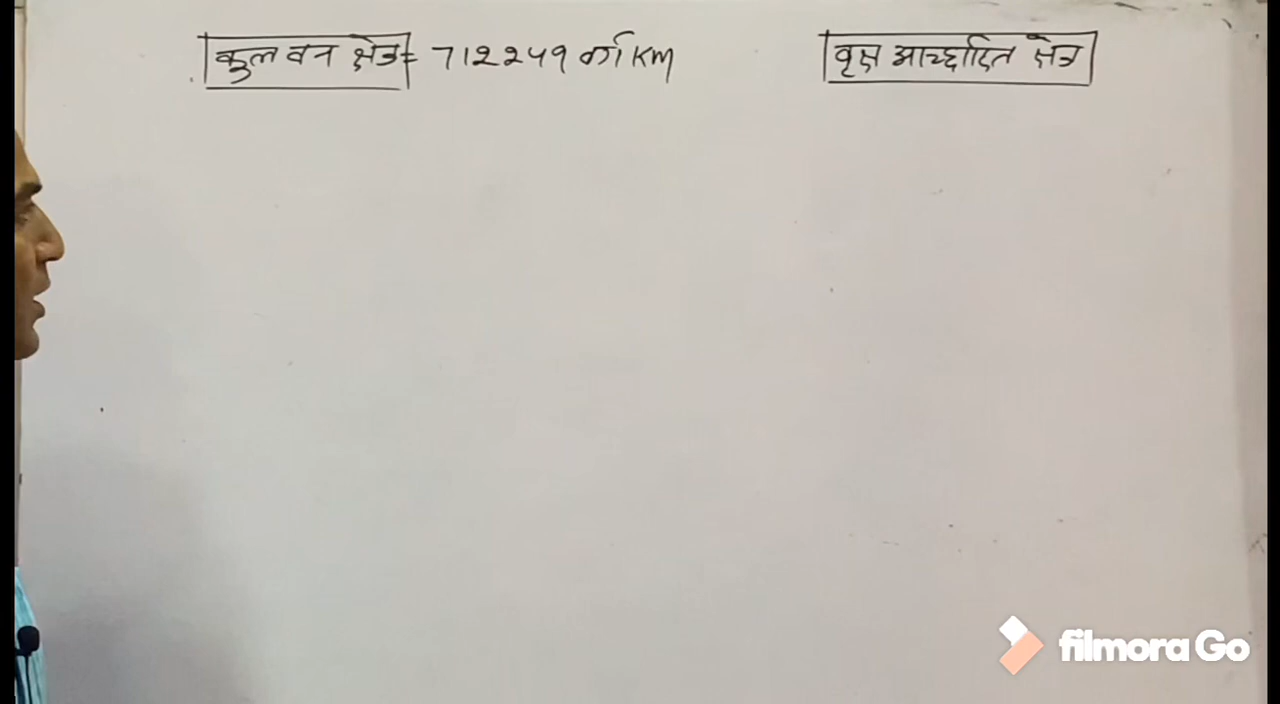 कुल वन क्षेत्र = 712249 वर्ग KM
वृक्ष आच्छादित क्षेत्र
filmora Go